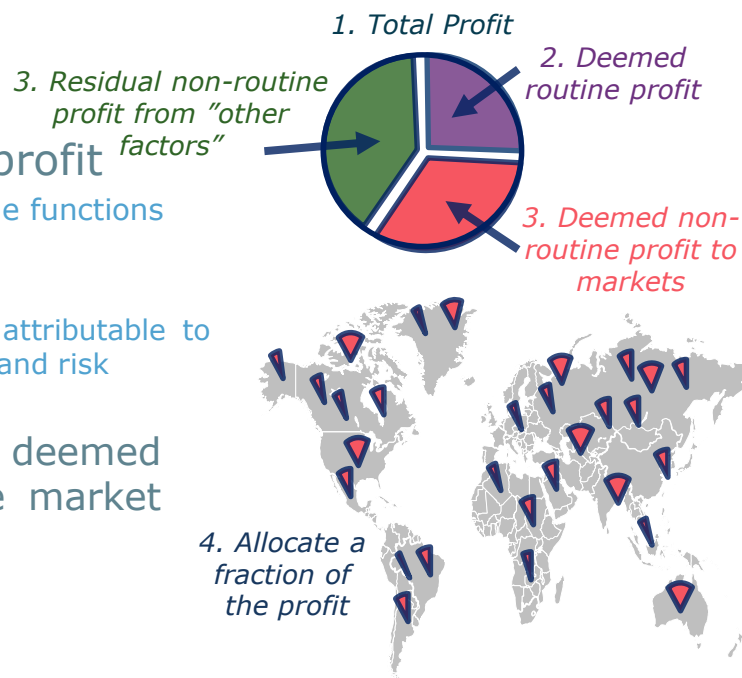 1. Total Profit
2. Deemed
routine profit
3. Residual non-routine
profit from ”other
factors”
profit
e functions
3. Deemed non-
routine profit to
markets
attributable to
and risk
deemed
e market
4. Allocate a
fraction of
the profit